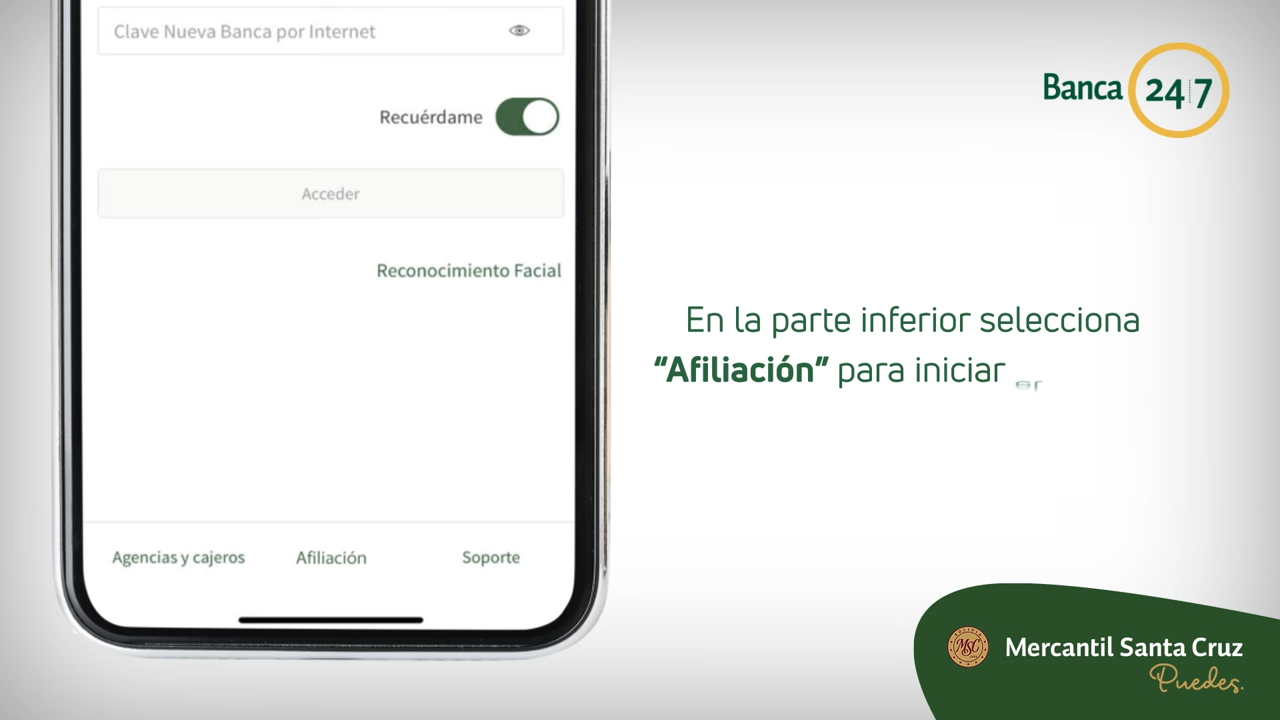 Clave Nueva Banca por Internet
Recuérdame
Acceder
Reconocimiento Facial
Agencias y cajeros
Afiliación
Soporte
Banca 24|7
En la parte inferior selecciona
“Afiliación” para iniciar
MSC
Mercantil Santa Cruz
Puedes.